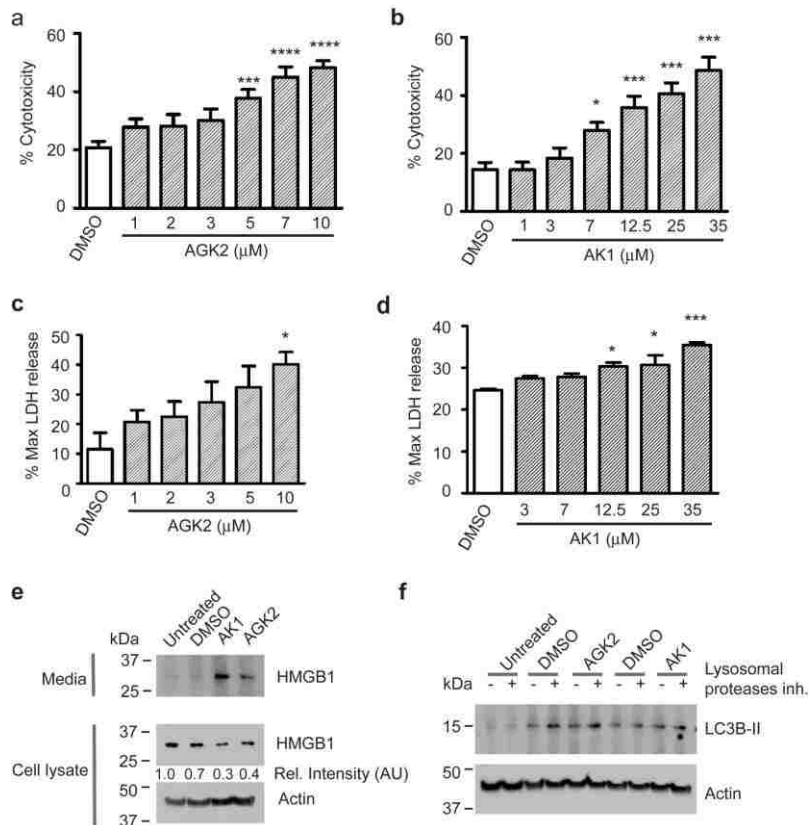 a
% Cytotoxicity
60
40
20
0
*** **** ****
DMSO 1 2 3 5 7 10
AGK2 (μM)
b
% Cytotoxicity
60
40
20
0
* *** *** ***
DMSO 1 3 7 12.5 25 35
AK1 (μM)
c
% Max LDH release
50
40
30
20
10
0
*
DMSO 1 2 3 5 10
AGK2 (μM)
d
% Max LDH release
40
30
20
10
0
* * ***
DMSO 3 7 12.5 25 35
AK1 (μM)
e
Untreated DMSO AK1 AGK2
kDa
Media
37
25
HMGB1
Cell lysate
37
25
HMGB1
1.0 0.7 0.3 0.4 Rel. Intensity (AU)
50
37
Actin
f
Untreated DMSO AGK2 DMSO AK1
Lysosomal
kDa - + - + - + - + - + proteases inh.
15
LC3B-II
50
37
Actin